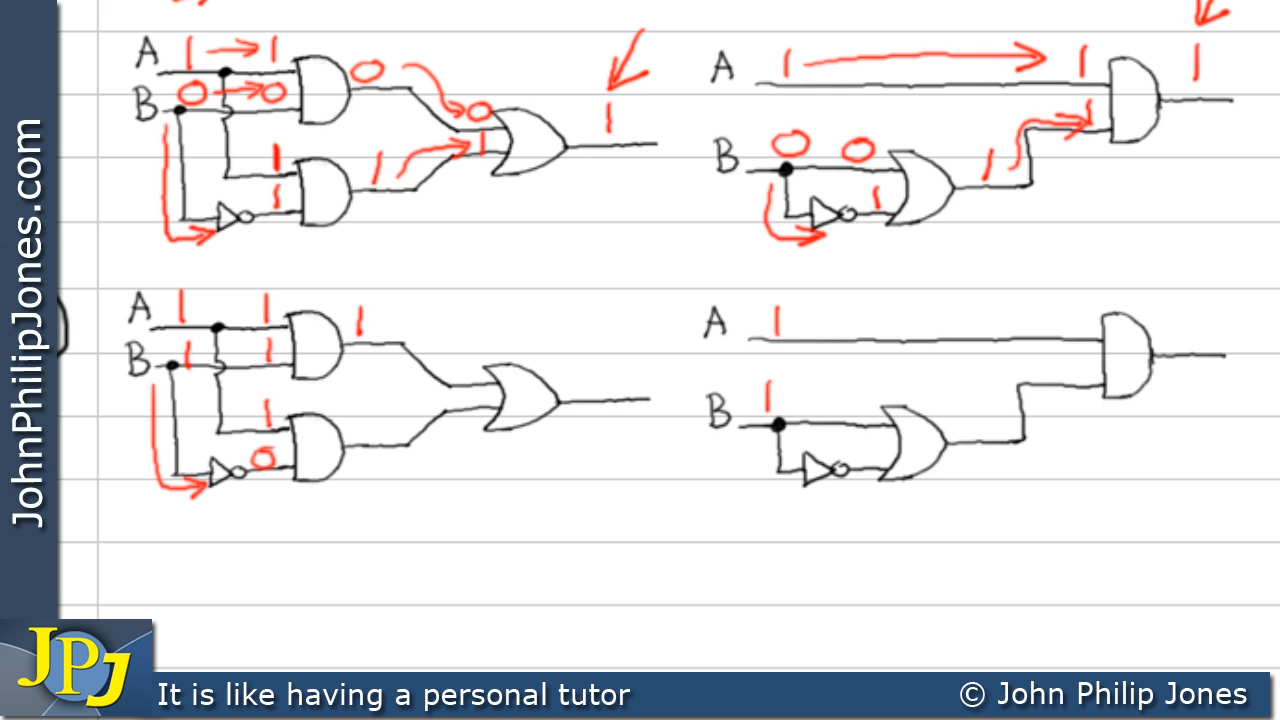 JohnPhilipJones.com
A 1 → 1 0 0 1
B 0 → 0
1 1
1
A 1 1 1
B 0 0 1 1
1
A 1 1 1
B 1 1
1
0
A 1
B 1
JPJ It is like having a personal tutor © John Philip Jones